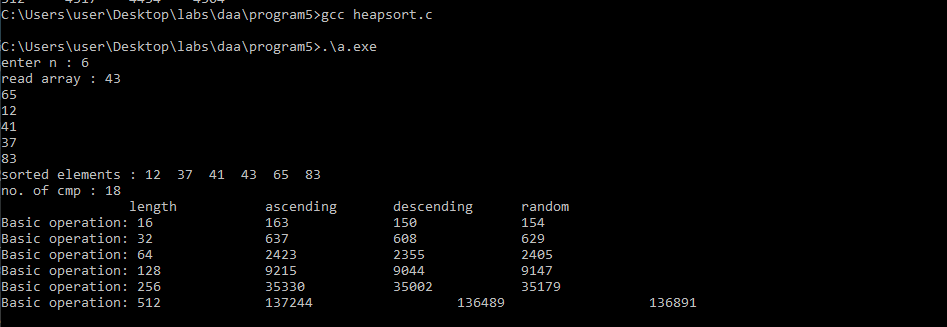 C:\Users\user\Desktop\labs\daa\program5>gcc heapsort.c
C:\Users\user\Desktop\labs\daa\program5>.\a.exe
enter n : 6
read array : 43
65
12
41
37
83
sorted elements : 12 37 41 43 65 83
no. of cmp : 18
length ascending descending random
Basic operation: 16 163 150 154
Basic operation: 32 637 608 629
Basic operation: 64 2423 2355 2405
Basic operation: 128 9215 9044 9147
Basic operation: 256 35330 35002 35179
Basic operation: 512 137244 136489 136891